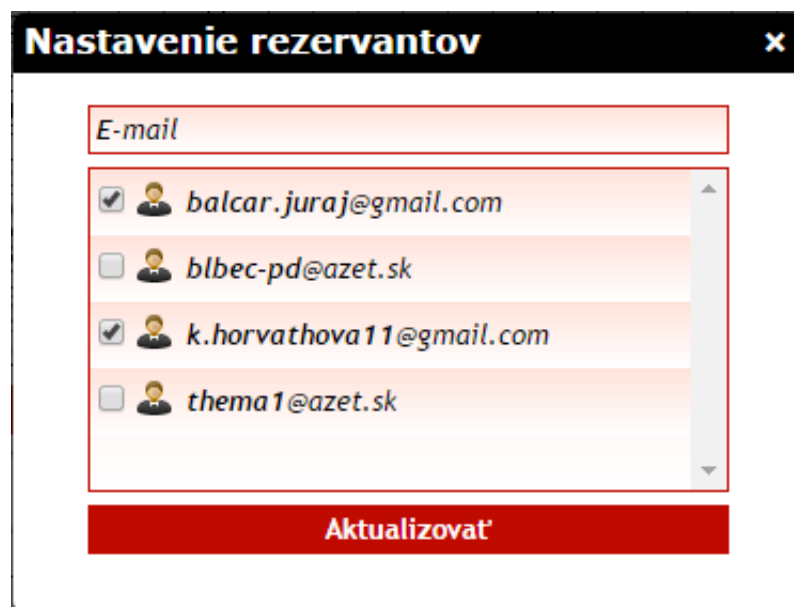 Nastavenie rezervantov ×
E-mail
balcar.juraj@gmail.com
blbec-pd@azet.sk
k.horvathova11@gmail.com
thema1@azet.sk
Aktualizovať